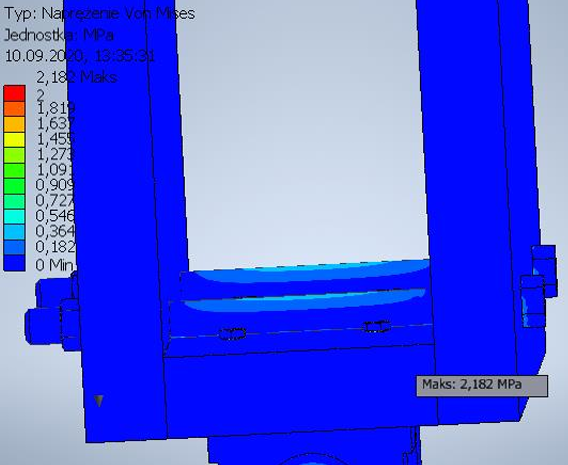 Typ: Naprężenie Von Mises
Jednostka: MPa
10.09.2020, 13:35:31
2,182 Maks
2
1,819
1,637
1,455
1,273
1,091
0,909
0,727
0,546
0,364
0,182
0 Min
Maks: 2,182 MPa